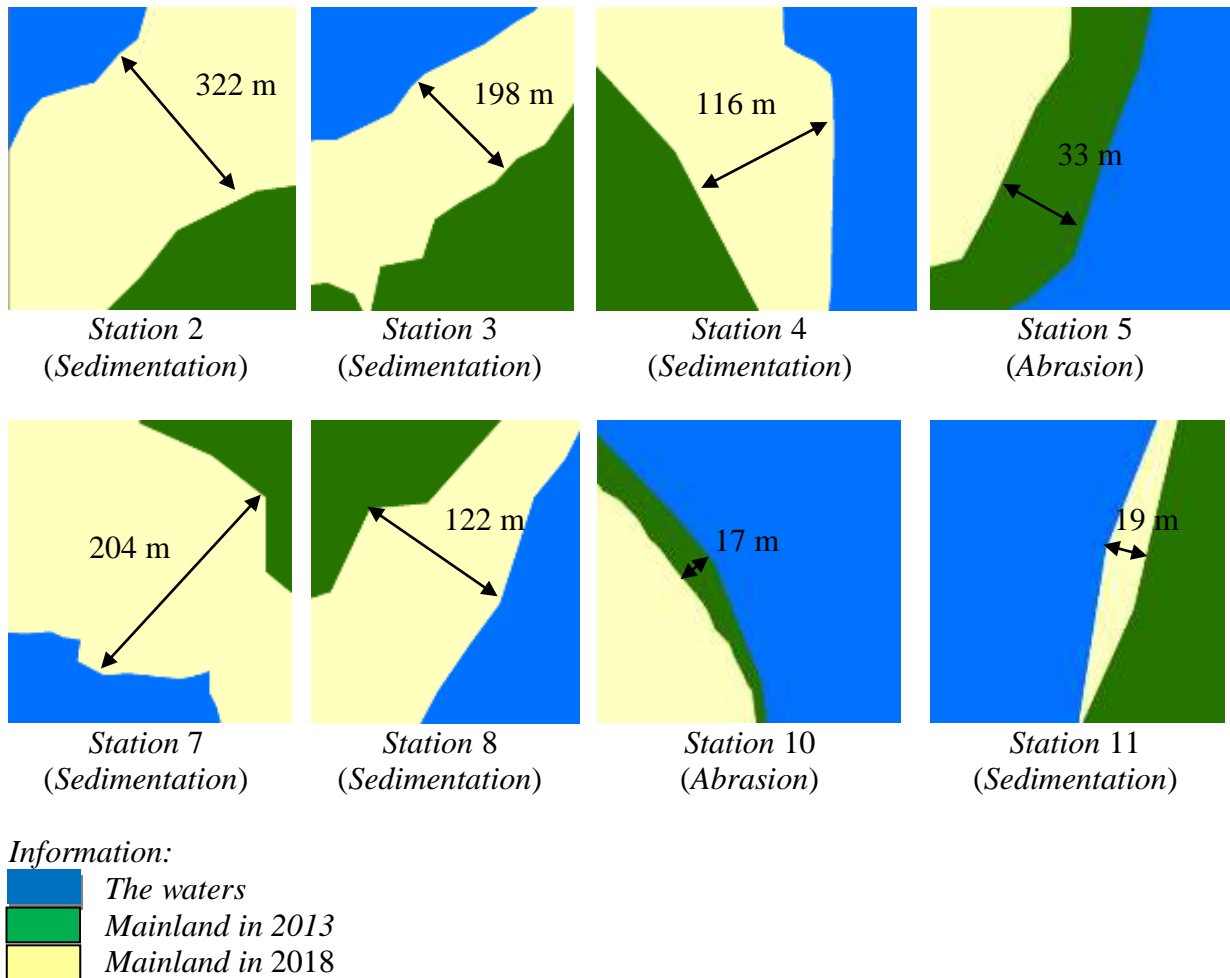 322 m
198 m
116 m
33 m
Station 2
(Sedimentation)
Station 3
(Sedimentation)
Station 4
(Sedimentation)
Station 5
(Abrasion)
204 m
122 m
17 m
19 m
Station 7
(Sedimentation)
Station 8
(Sedimentation)
Station 10
(Abrasion)
Station 11
(Sedimentation)
Information:
The waters
Mainland in 2013
Mainland in 2018